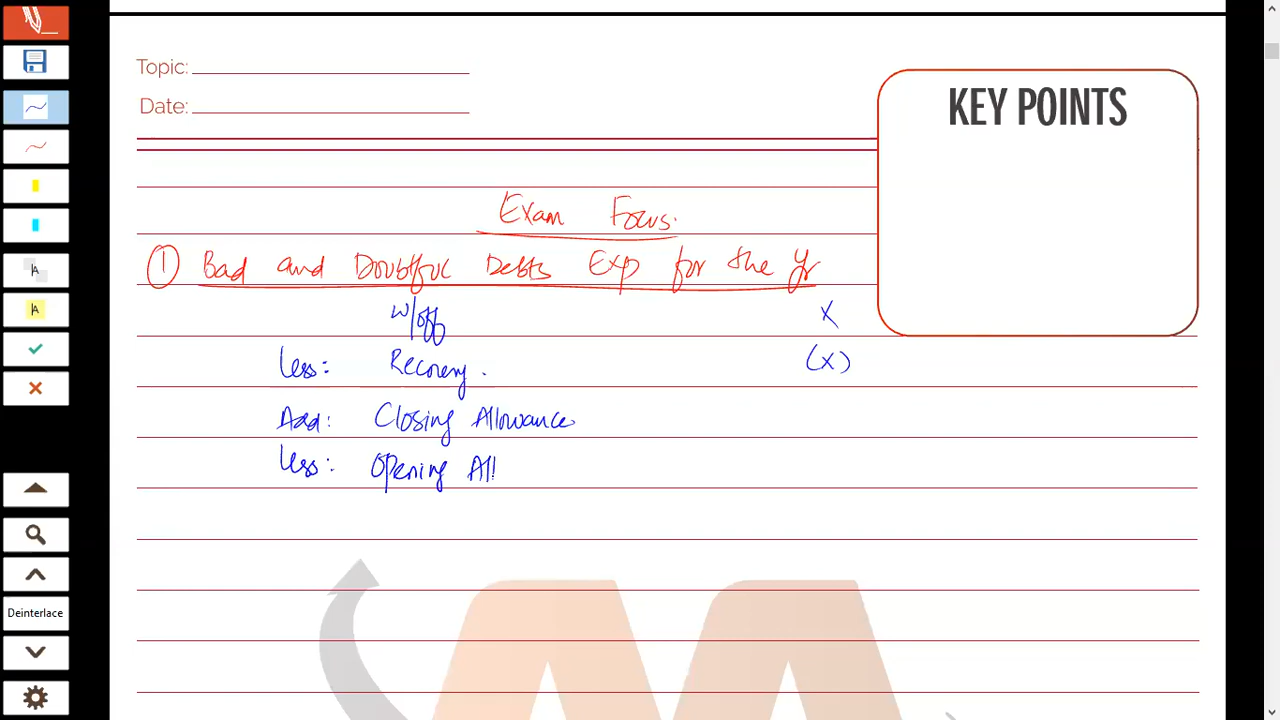 Topic:
Date:
KEY POINTS
Exam Focus.
① Bad and Doubtful Debts Exp for the Yr
w/off X
Less: Recovery. (X)
Add: Closing Allowance
Less: Opening All
Deinterlace